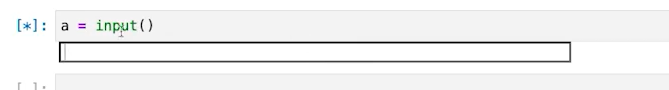 [*]: a = input()
[ ]: